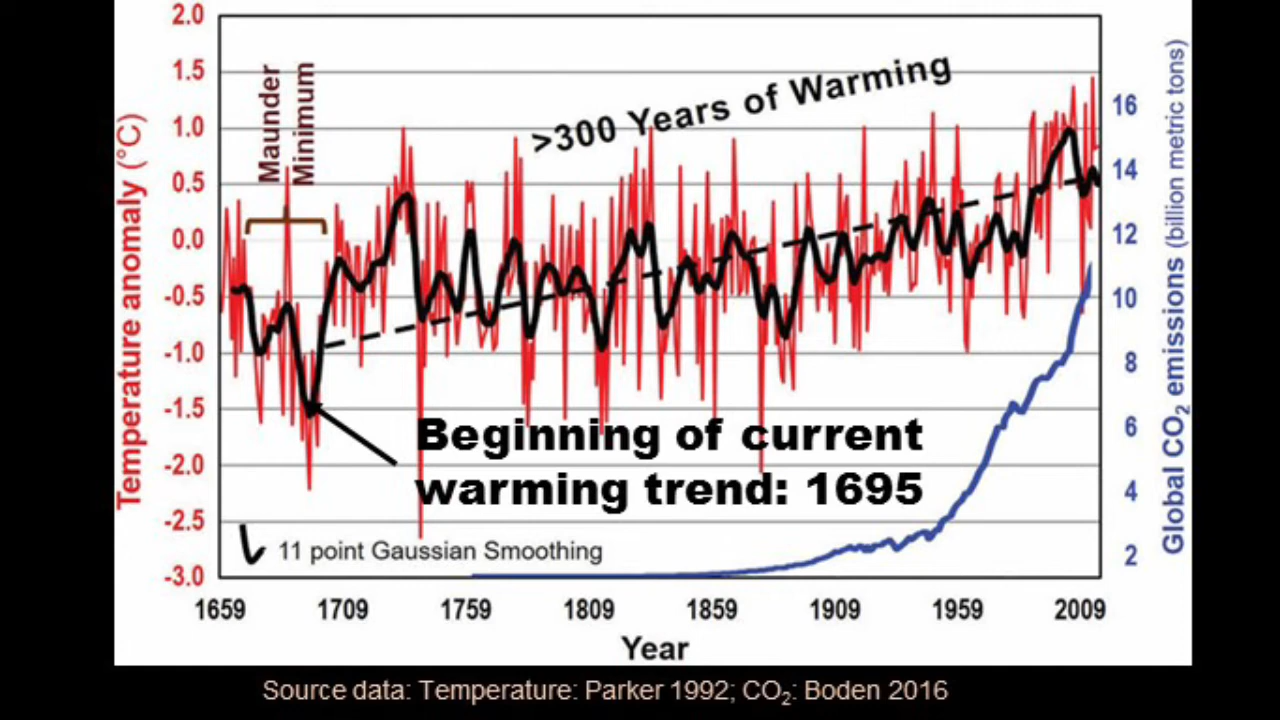 2.0
1.5
1.0
0.5
0.0
-0.5
-1.0
-1.5
-2.0
-2.5
-3.0
Temperature anomaly (°C)
Maunder
Minimum
>300 Years of Warming
Beginning of current
warming trend: 1695
11 point Gaussian Smoothing
16
14
12
10
8
6
4
2
Global CO₂ emissions (billion metric tons)
1659 1709 1759 1809 1859 1909 1959 2009
Year
Source data: Temperature: Parker 1992; CO₂: Boden 2016